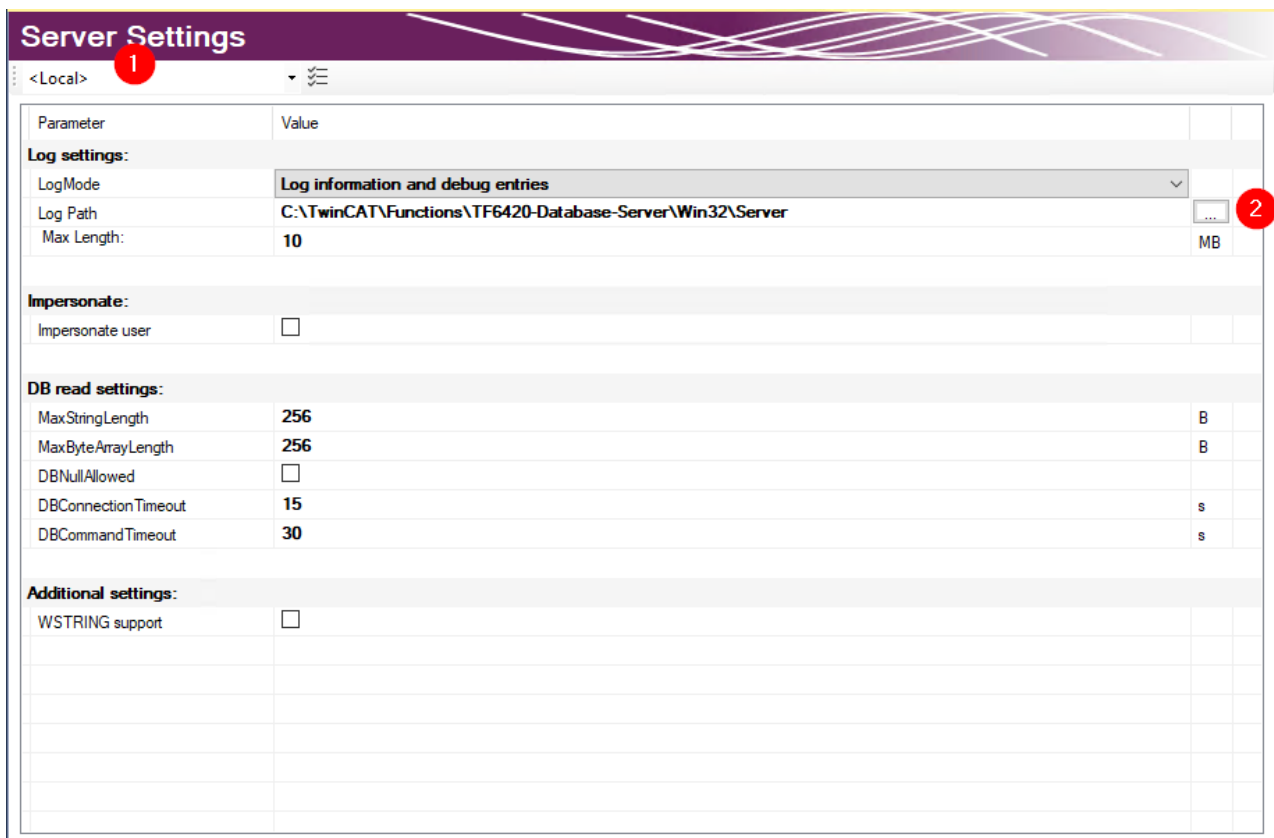 Server Settings
1
<Local>
Parameter Value
Log settings:
LogMode Log information and debug entries
Log Path C:\TwinCAT\Functions\TF6420-Database-Server\Win32\Server ... 2
Max Length: 10 MB
Impersonate:
Impersonate user
DB read settings:
MaxStringLength 256 B
MaxByteArrayLength 256 B
DBNullAllowed
DBConnectionTimeout 15 s
DBCommandTimeout 30 s
Additional settings:
WSTRING support